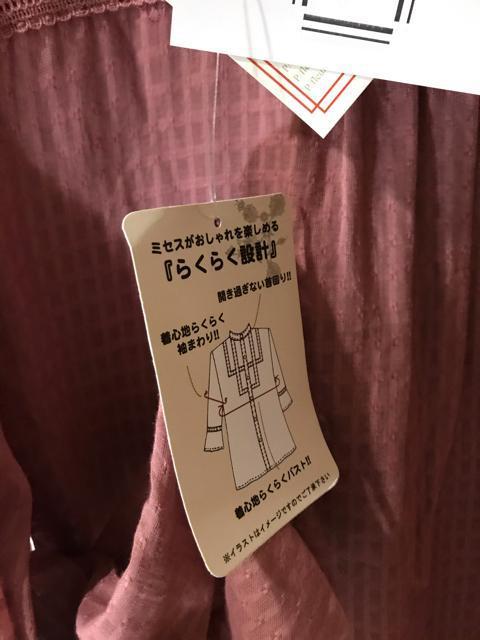 ミセスがおしゃれを楽しめる
『らくらく設計』
開き過ぎない首回り!!
着心地らくらく
袖まわり!!
着心地らくらくバスト!!
※イラストはイメージですのでご了承下さい